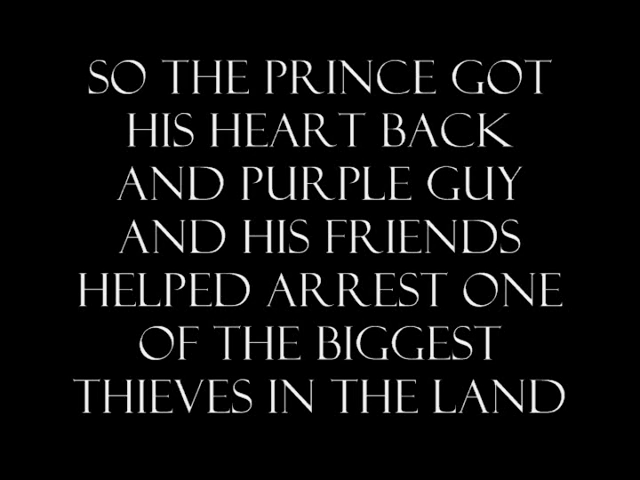 SO THE PRINCE GOT
HIS HEART BACK
AND PURPLE GUY
AND HIS FRIENDS
HELPED ARREST ONE
OF THE BIGGEST
THIEVES IN THE LAND